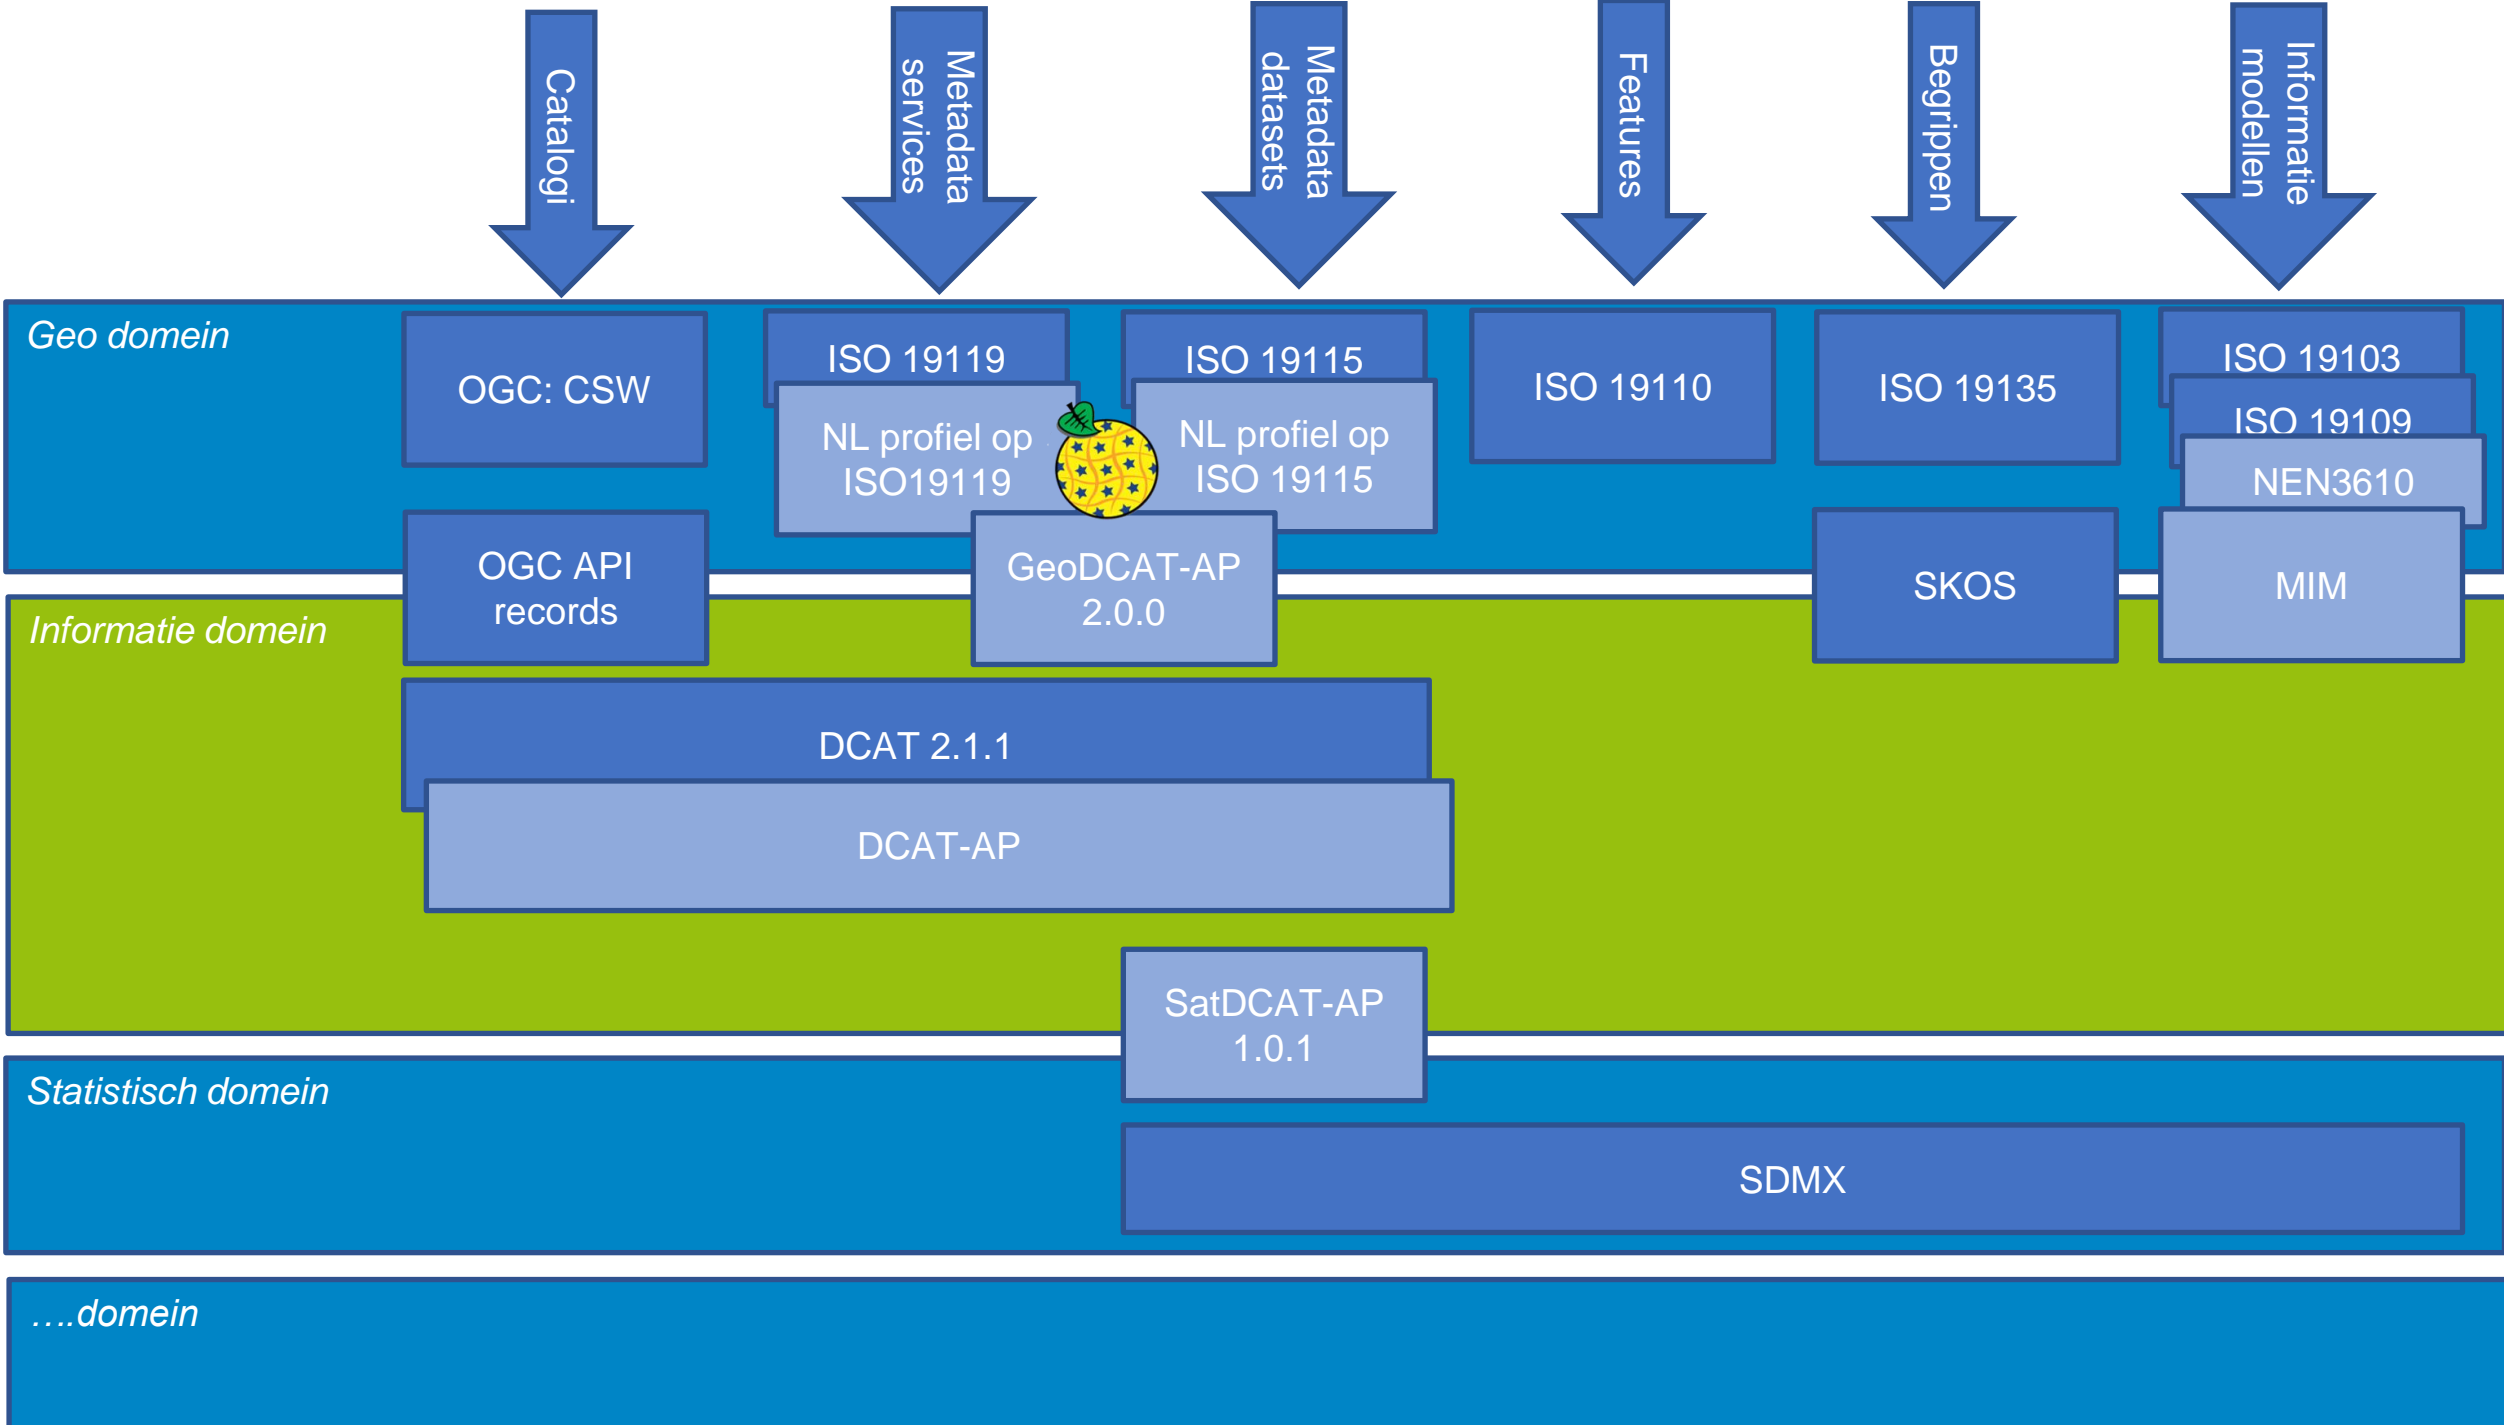 Catalogi
Metadata
services
Metadata
datasets
Features
Begrippen
Informatie
modellen
Geo domein
OGC: CSW
ISO 19119
NL profiel op
ISO19119
ISO 19115
NL profiel op
ISO 19115
ISO 19110
ISO 19135
ISO 19103
ISO 19109
NEN3610
OGC API
records
GeoDCAT-AP
2.0.0
SKOS
MIM
Informatie domein
DCAT 2.1.1
DCAT-AP
SatDCAT-AP
1.0.1
Statistisch domein
SDMX
….domein